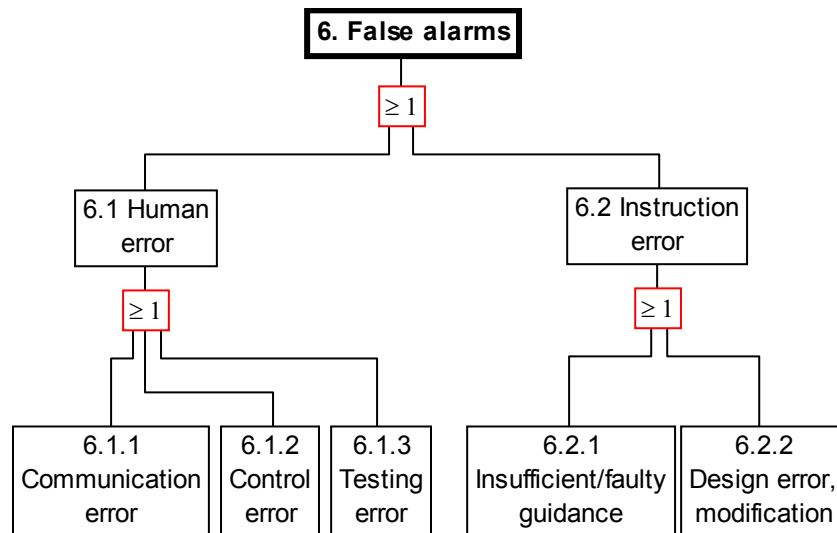 6. False alarms
≥ 1
6.1 Human
error
6.2 Instruction
error
≥ 1
≥ 1
6.1.1
Communication
error
6.1.2
Control
error
6.1.3
Testing
error
6.2.1
Insufficient/faulty
guidance
6.2.2
Design error,
modification